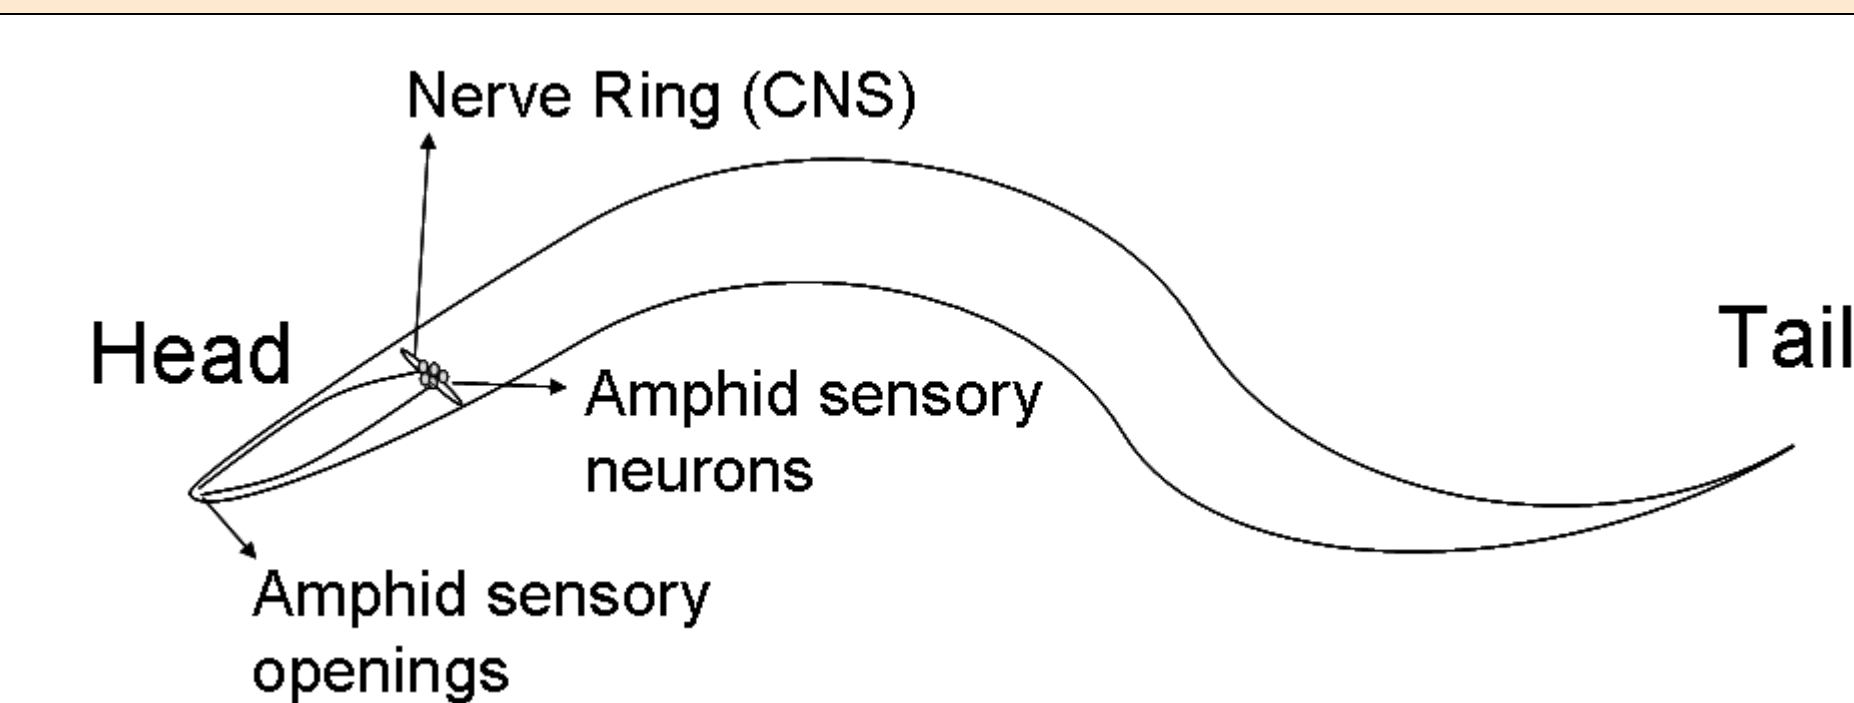 Nerve Ring (CNS)
Head
Tail
Amphid sensory
neurons
Amphid sensory
openings